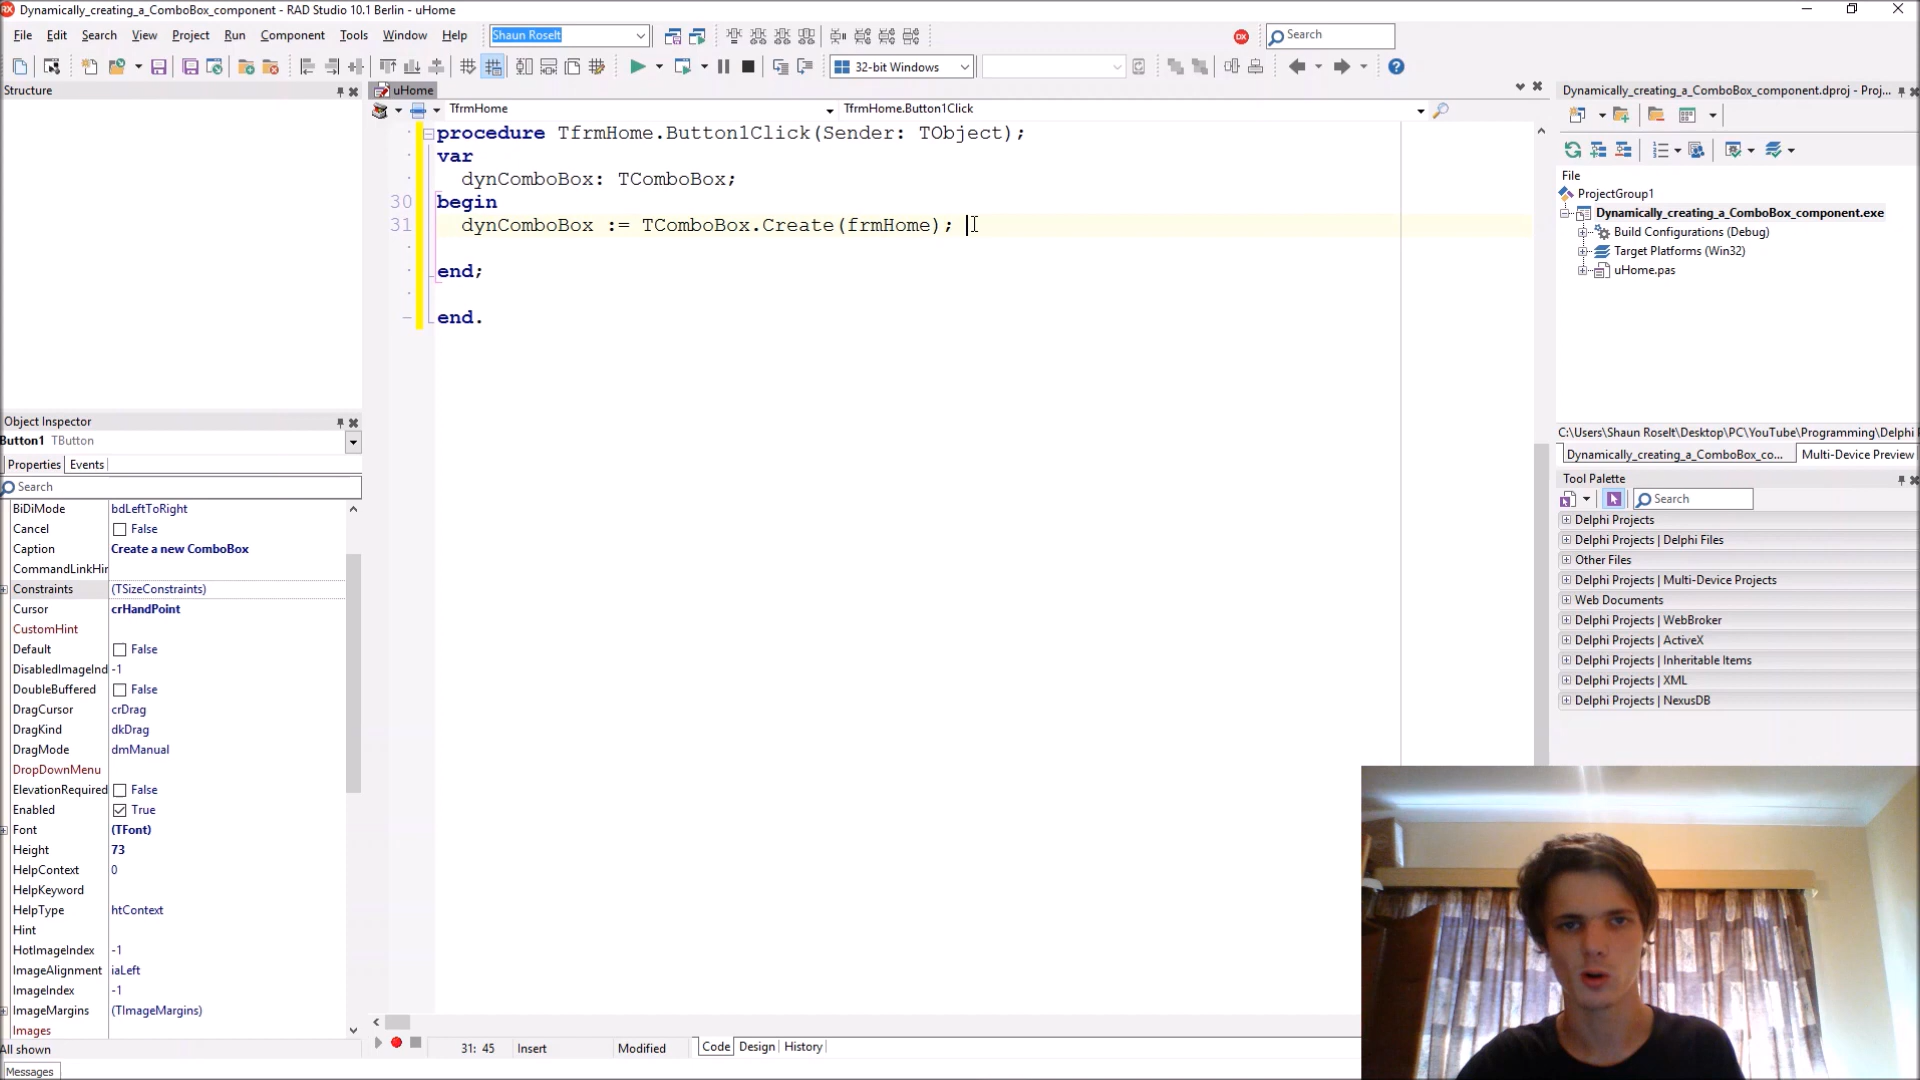 Dynamically_creating_a_ComboBox_component - RAD Studio 10.1 Berlin - uHome
File Edit Search View Project Run Component Tools Window Help Shaun Roselt Search
32-bit Windows
Structure
uHome
TfrmHome TfrmHome.Button1Click
procedure TfrmHome.Button1Click(Sender: TObject);
var
dynComboBox: TComboBox;
30 begin
31 dynComboBox := TComboBox.Create(frmHome);
end;
end.
Object Inspector
Button1 TButton
Properties Events
Search
BiDiMode bdLeftToRight
Cancel False
Caption Create a new ComboBox
CommandLinkHin
Constraints (TSizeConstraints)
Cursor crHandPoint
CustomHint
Default False
DisabledImageInd -1
DoubleBuffered False
DragCursor crDrag
DragKind dkDrag
DragMode dmManual
DropDownMenu
ElevationRequired False
Enabled True
Font (TFont)
Height 73
HelpContext 0
HelpKeyword
HelpType htContext
Hint
HotImageIndex -1
ImageAlignment iaLeft
ImageIndex -1
ImageMargins (TImageMargins)
Images
All shown
Messages
31: 45 Insert Modified Code Design History
Dynamically_creating_a_ComboBox_component.dproj - Proj...
File
ProjectGroup1
Dynamically_creating_a_ComboBox_component.exe
Build Configurations (Debug)
Target Platforms (Win32)
uHome.pas
C:\Users\Shaun Roselt\Desktop\PC\YouTube\Programming\Delphi
Dynamically_creating_a_ComboBox_co... Multi-Device Preview
Tool Palette
Search
Delphi Projects
Delphi Projects | Delphi Files
Other Files
Delphi Projects | Multi-Device Projects
Web Documents
Delphi Projects | WebBroker
Delphi Projects | ActiveX
Delphi Projects | Inheritable Items
Delphi Projects | XML
Delphi Projects | NexusDB